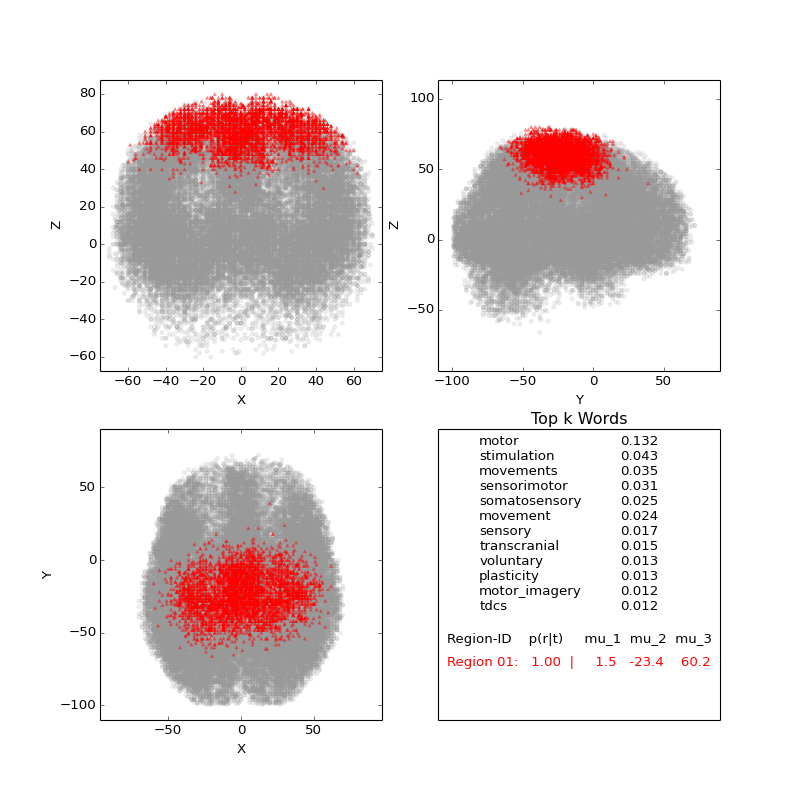 80
60
40
20
0
−20
−40
−60
Z
−60 −40 −20 0 20 40 60
X
100
50
0
−50
Z
−100 −50 0 50
Y
50
0
−50
−100
Y
−50 0 50
X
Top k Words
motor 0.132
stimulation 0.043
movements 0.035
sensorimotor 0.031
somatosensory 0.025
movement 0.024
sensory 0.017
transcranial 0.015
voluntary 0.013
plasticity 0.013
motor_imagery 0.012
tdcs 0.012
Region-ID p(r|t) mu_1 mu_2 mu_3
Region 01: 1.00 | 1.5 -23.4 60.2